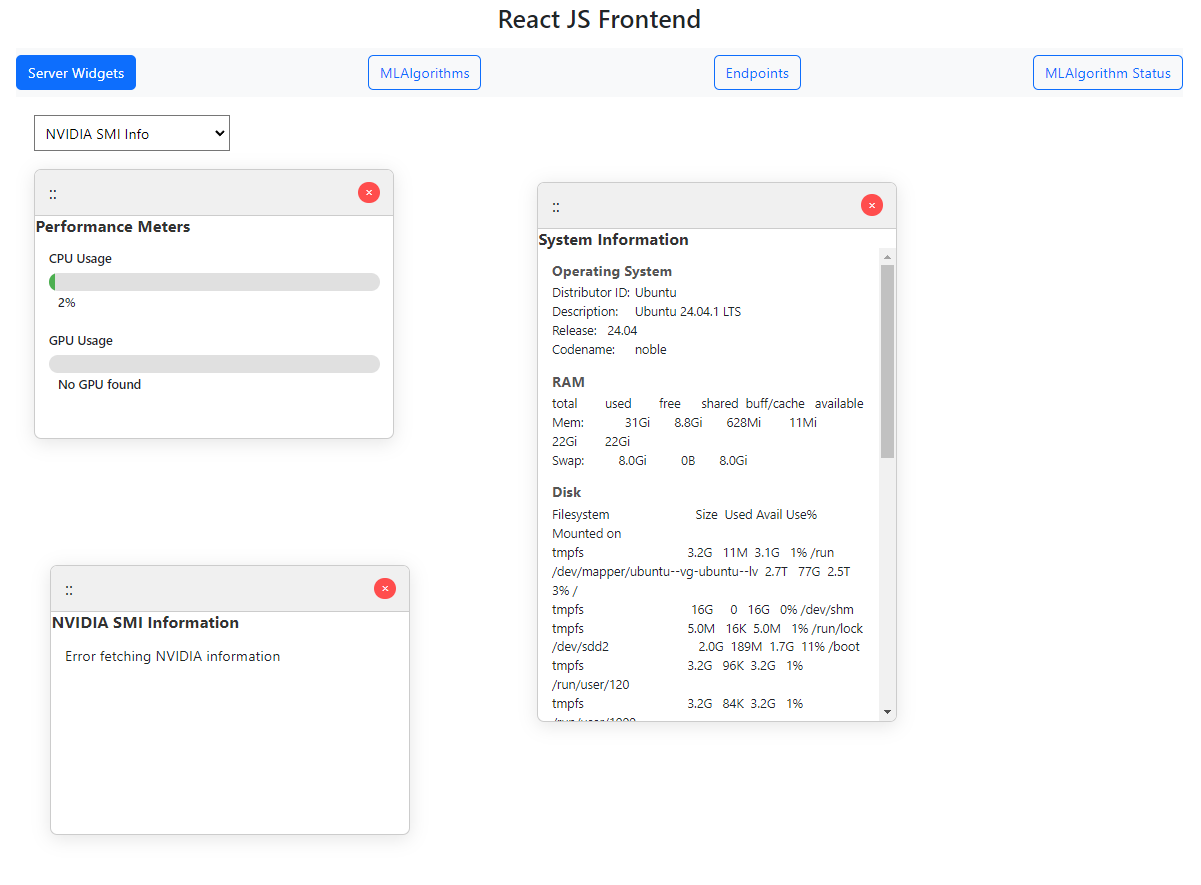 React JS Frontend
Server Widgets
MLAlgorithms
Endpoints
MLAlgorithm Status
NVIDIA SMI Info
::
×
Performance Meters
CPU Usage
2%
GPU Usage
No GPU found
::
×
System Information
Operating System
Distributor ID: Ubuntu
Description: Ubuntu 24.04.1 LTS
Release: 24.04
Codename: noble
RAM
total used free shared buff/cache available
Mem: 31Gi 8.8Gi 628Mi 11Mi
22Gi 22Gi
Swap: 8.0Gi 0B 8.0Gi
Disk
Filesystem Size Used Avail Use%
Mounted on
tmpfs 3.2G 11M 3.1G 1% /run
/dev/mapper/ubuntu--vg-ubuntu--lv 2.7T 77G 2.5T
3% /
tmpfs 16G 0 16G 0% /dev/shm
tmpfs 5.0M 16K 5.0M 1% /run/lock
/dev/sdd2 2.0G 189M 1.7G 11% /boot
tmpfs 3.2G 96K 3.2G 1%
/run/user/120
tmpfs 3.2G 84K 3.2G 1%
::
×
NVIDIA SMI Information
Error fetching NVIDIA information